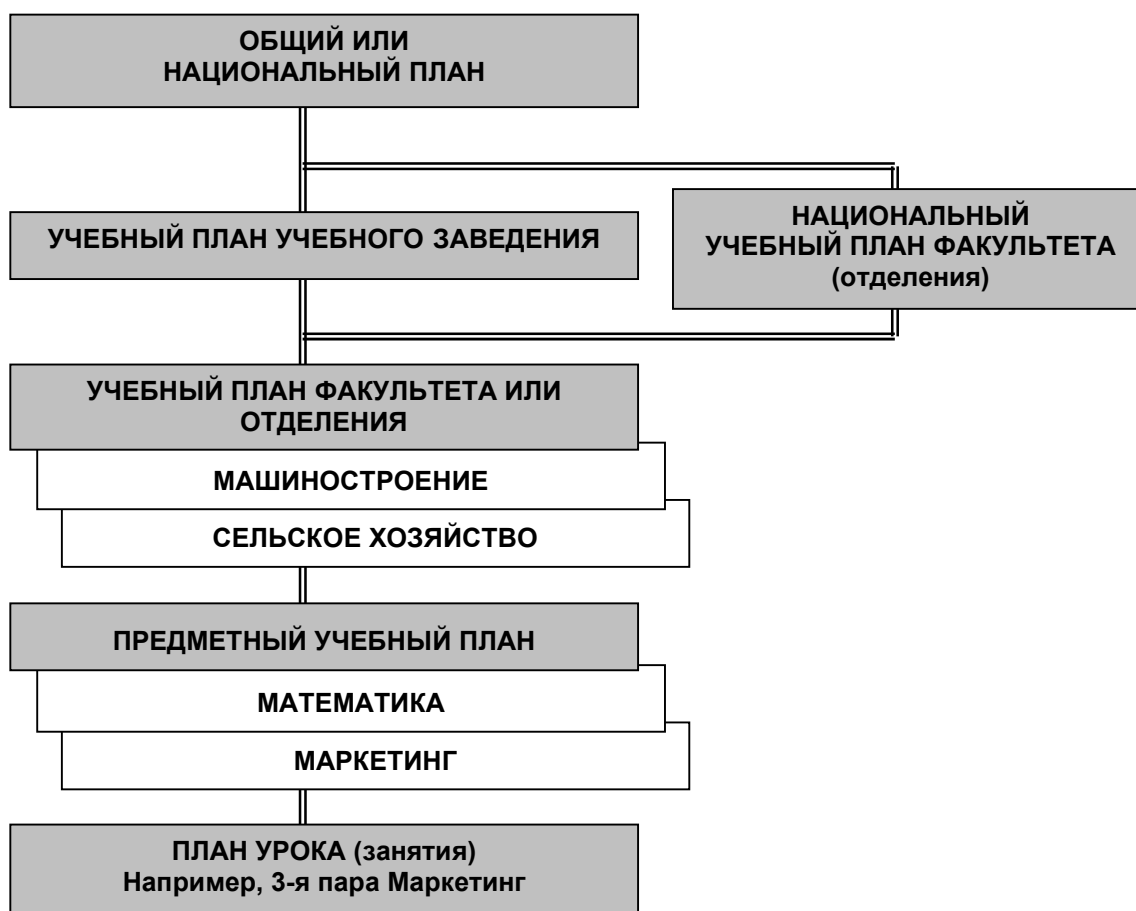 ОБЩИЙ ИЛИ
НАЦИОНАЛЬНЫЙ ПЛАН
УЧЕБНЫЙ ПЛАН УЧЕБНОГО ЗАВЕДЕНИЯ
НАЦИОНАЛЬНЫЙ
УЧЕБНЫЙ ПЛАН ФАКУЛЬТЕТА
(отделения)
УЧЕБНЫЙ ПЛАН ФАКУЛЬТЕТА ИЛИ
ОТДЕЛЕНИЯ
МАШИНОСТРОЕНИЕ
СЕЛЬСКОЕ ХОЗЯЙСТВО
ПРЕДМЕТНЫЙ УЧЕБНЫЙ ПЛАН
МАТЕМАТИКА
МАРКЕТИНГ
ПЛАН УРОКА (занятия)
Например, 3-я пара Маркетинг